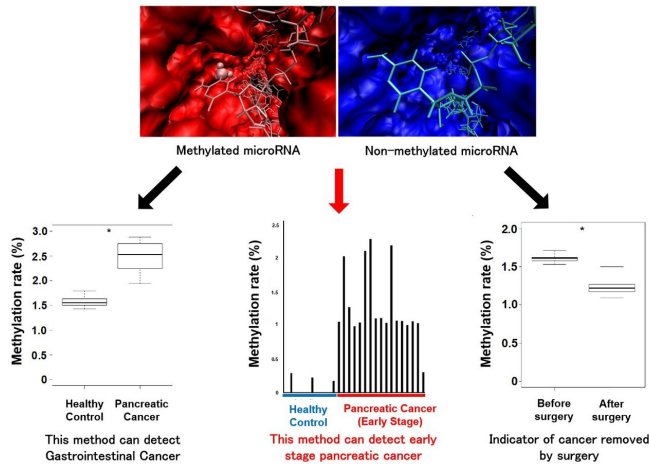 Methylated microRNA
Non-methylated microRNA
Methylation rate (%)
3.0
2.5
2.0
1.5
1.0
0.5
0
*
Healthy
Control
Pancreatic
Cancer
This method can detect
Gastrointestinal Cancer
Methylation rate (%)
2.5
2
1.5
1
0.5
0
Healthy
Control
Pancreatic Cancer
(Early Stage)
This method can detect early
stage pancreatic cancer
Methylation rate (%)
2.0
1.5
1.0
0.5
0
*
Before
surgery
After
surgery
Indicator of cancer removed
by surgery